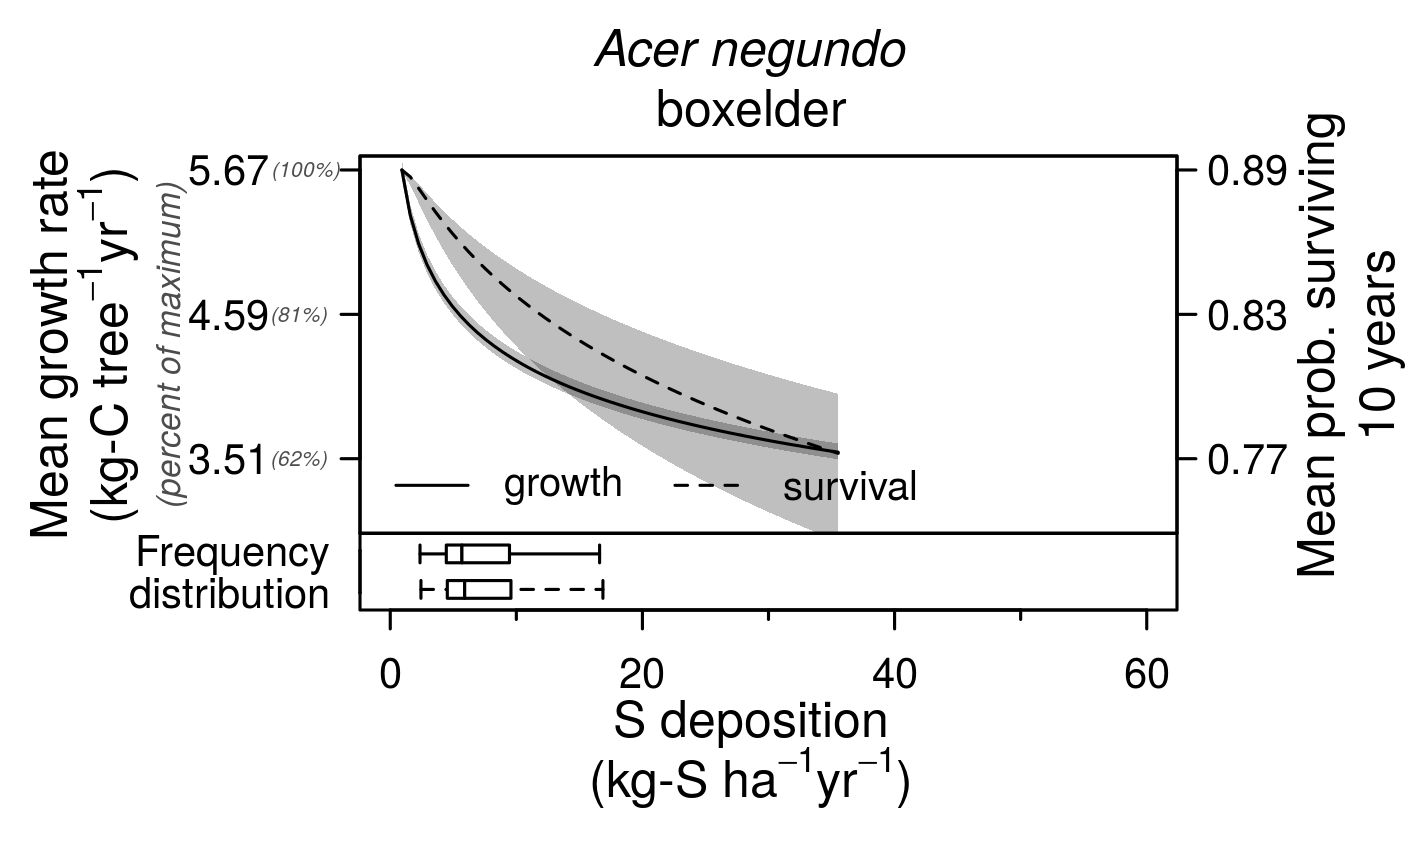 Acer negundo
boxelder
Mean growth rate
(kg-C tree⁻¹yr⁻¹)
(percent of maximum)
5.67 (100%)
4.59 (81%)
3.51 (62%)
0.89
0.83
0.77
Mean prob. surviving
10 years
growth survival
Frequency
distribution
0 20 40 60
S deposition
(kg-S ha⁻¹yr⁻¹)